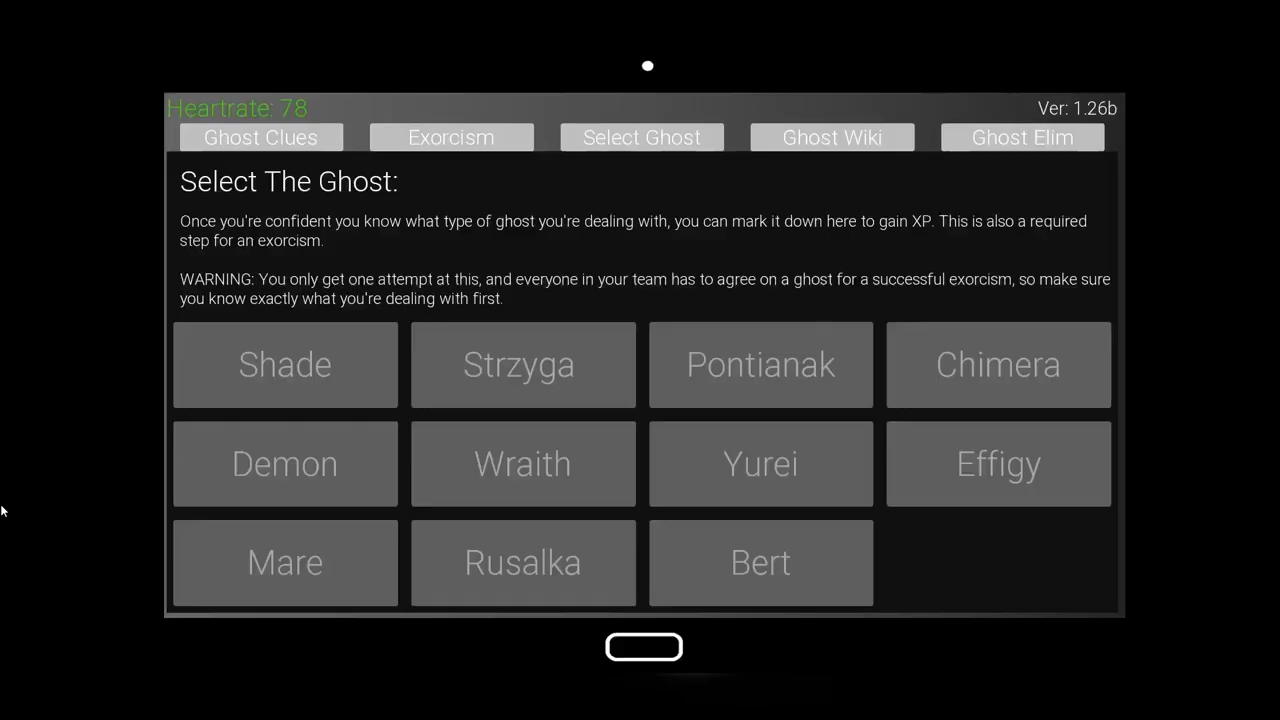 Heartrate: 78
Ver: 1.26b
Ghost Clues
Exorcism
Select Ghost
Ghost Wiki
Ghost Elim
Select The Ghost:
Once you're confident you know what type of ghost you're dealing with, you can mark it down here to gain XP. This is also a required
step for an exorcism.
WARNING: You only get one attempt at this, and everyone in your team has to agree on a ghost for a successful exorcism, so make sure
you know exactly what you're dealing with first.
Shade
Strzyga
Pontianak
Chimera
Demon
Wraith
Yurei
Effigy
Mare
Rusalka
Bert